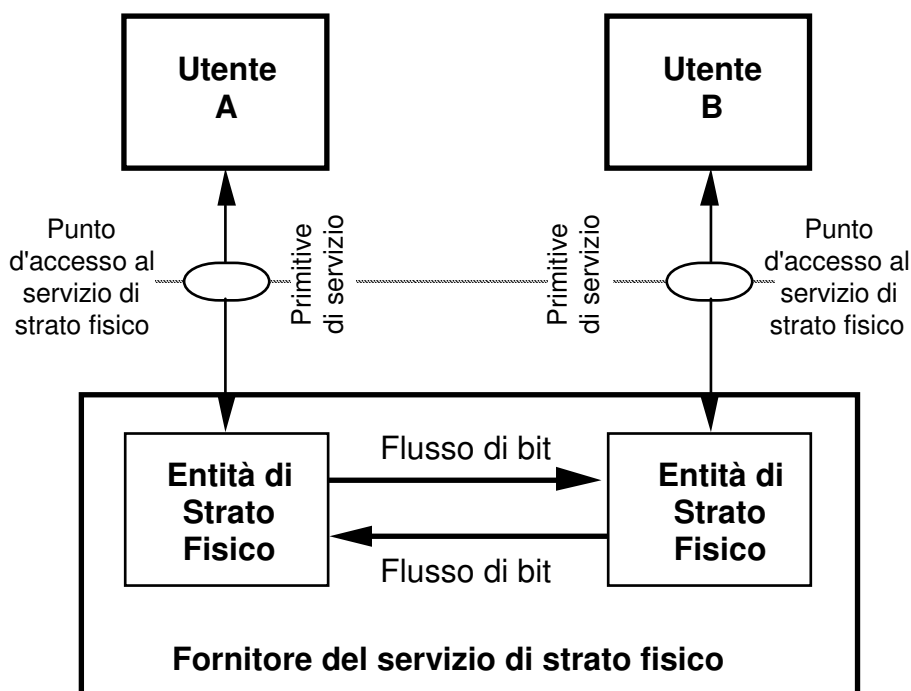 Utente
A
Utente
B
Punto
d'accesso al
servizio di
strato fisico
Primitive
di servizio
Primitive
di servizio
Punto
d'accesso al
servizio di
strato fisico
Entità di
Strato
Fisico
Flusso di bit
Flusso di bit
Entità di
Strato
Fisico
Fornitore del servizio di strato fisico